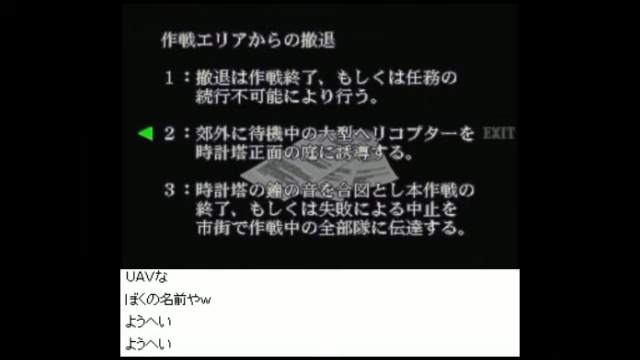 作戦エリアからの撤退
1：撤退は作戦終了、もしくは任務の
続行不可能により行う。
2：郊外に待機中の大型ヘリコプターを
EXIT
時計塔正面の庭に誘導する。
3：時計塔の鐘の音を合図とし本作戦の
終了、もしくは失敗による中止を
市街で作戦中の全部隊に伝達する。
UAVな
ぼくの名前やw
ようへい
ようへい